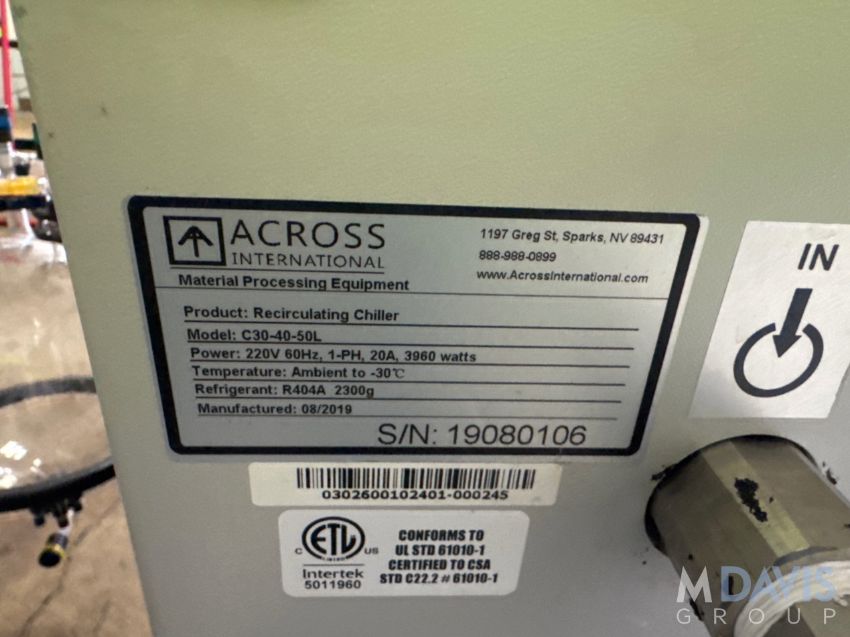 ACROSS
INTERNATIONAL
Material Processing Equipment
1197 Greg St, Sparks, NV 89431
888-988-0899
www.AcrossInternational.com
Product: Recirculating Chiller
Model: C30-40-50L
Power: 220V 60Hz, 1-PH, 20A, 3960 watts
Temperature: Ambient to -30℃
Refrigerant: R404A 2300g
Manufactured: 08/2019
S/N: 19080106
IN
0302600102401-000245
C ETL US
LISTED
Intertek
5011960
CONFORMS TO
UL STD 61010-1
CERTIFIED TO CSA
STD C22.2 # 61010-1
M DAVIS
GROUP